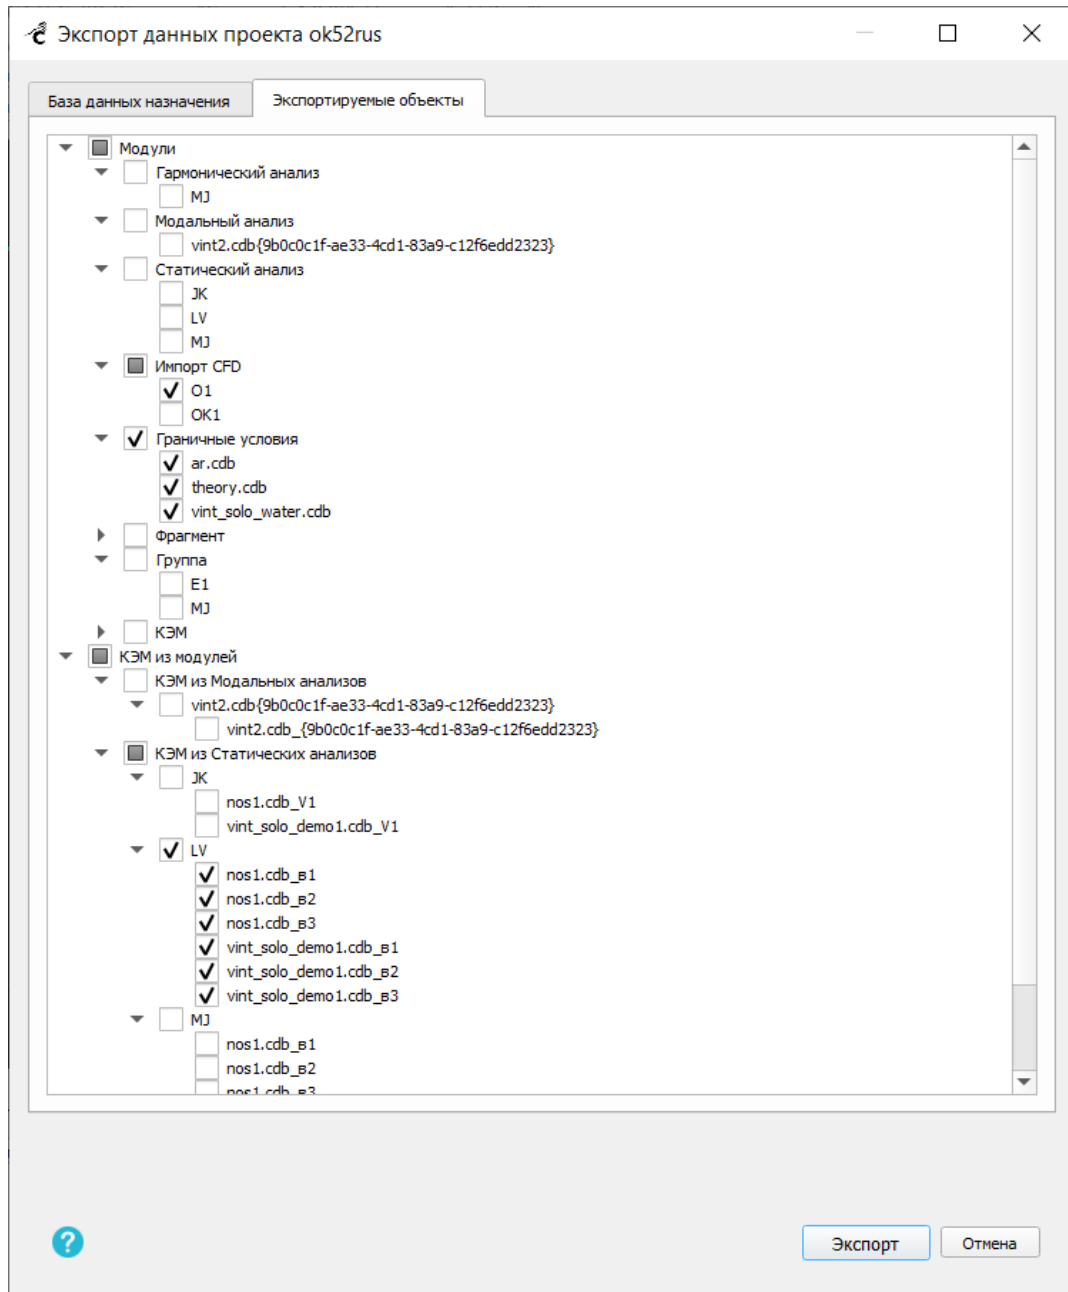 Экспорт данных проекта ok52rus
База данных назначения
Экспортируемые объекты
Модули
Гармонический анализ
MJ
Модальный анализ
vint2.cdb{9b0c0c1f-ae33-4cd1-83a9-c12f6edd2323}
Статический анализ
JK
LV
MJ
Импорт CFD
O1
OK1
Граничные условия
ar.cdb
theory.cdb
vint_solo_water.cdb
Фрагмент
Группа
E1
MJ
КЭМ
КЭМ из модулей
КЭМ из Модальных анализов
vint2.cdb{9b0c0c1f-ae33-4cd1-83a9-c12f6edd2323}
vint2.cdb_{9b0c0c1f-ae33-4cd1-83a9-c12f6edd2323}
КЭМ из Статических анализов
JK
nos1.cdb_V1
vint_solo_demo1.cdb_V1
LV
nos1.cdb_в1
nos1.cdb_в2
nos1.cdb_в3
vint_solo_demo1.cdb_в1
vint_solo_demo1.cdb_в2
vint_solo_demo1.cdb_в3
MJ
nos1.cdb_в1
nos1.cdb_в2
nos1.cdb_в3
?
Экспорт
Отмена